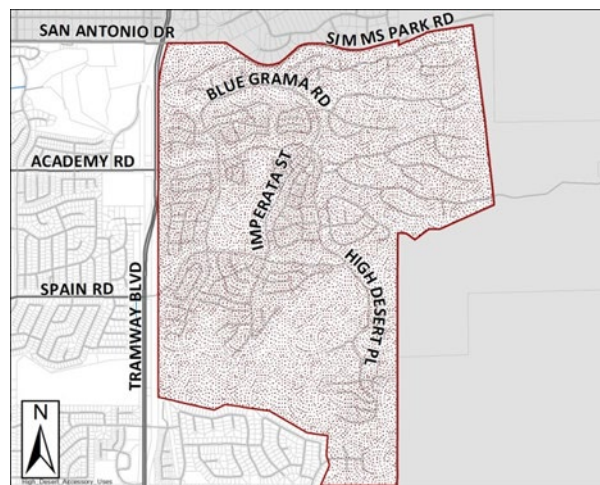 SAN ANTONIO DR
SIMMS PARK RD
BLUE GRAMA RD
ACADEMY RD
IMPERATA ST
HIGH DESERT PL
SPAIN RD
TRAMWAY BLVD
N
High_Desert_Accessory_Uses